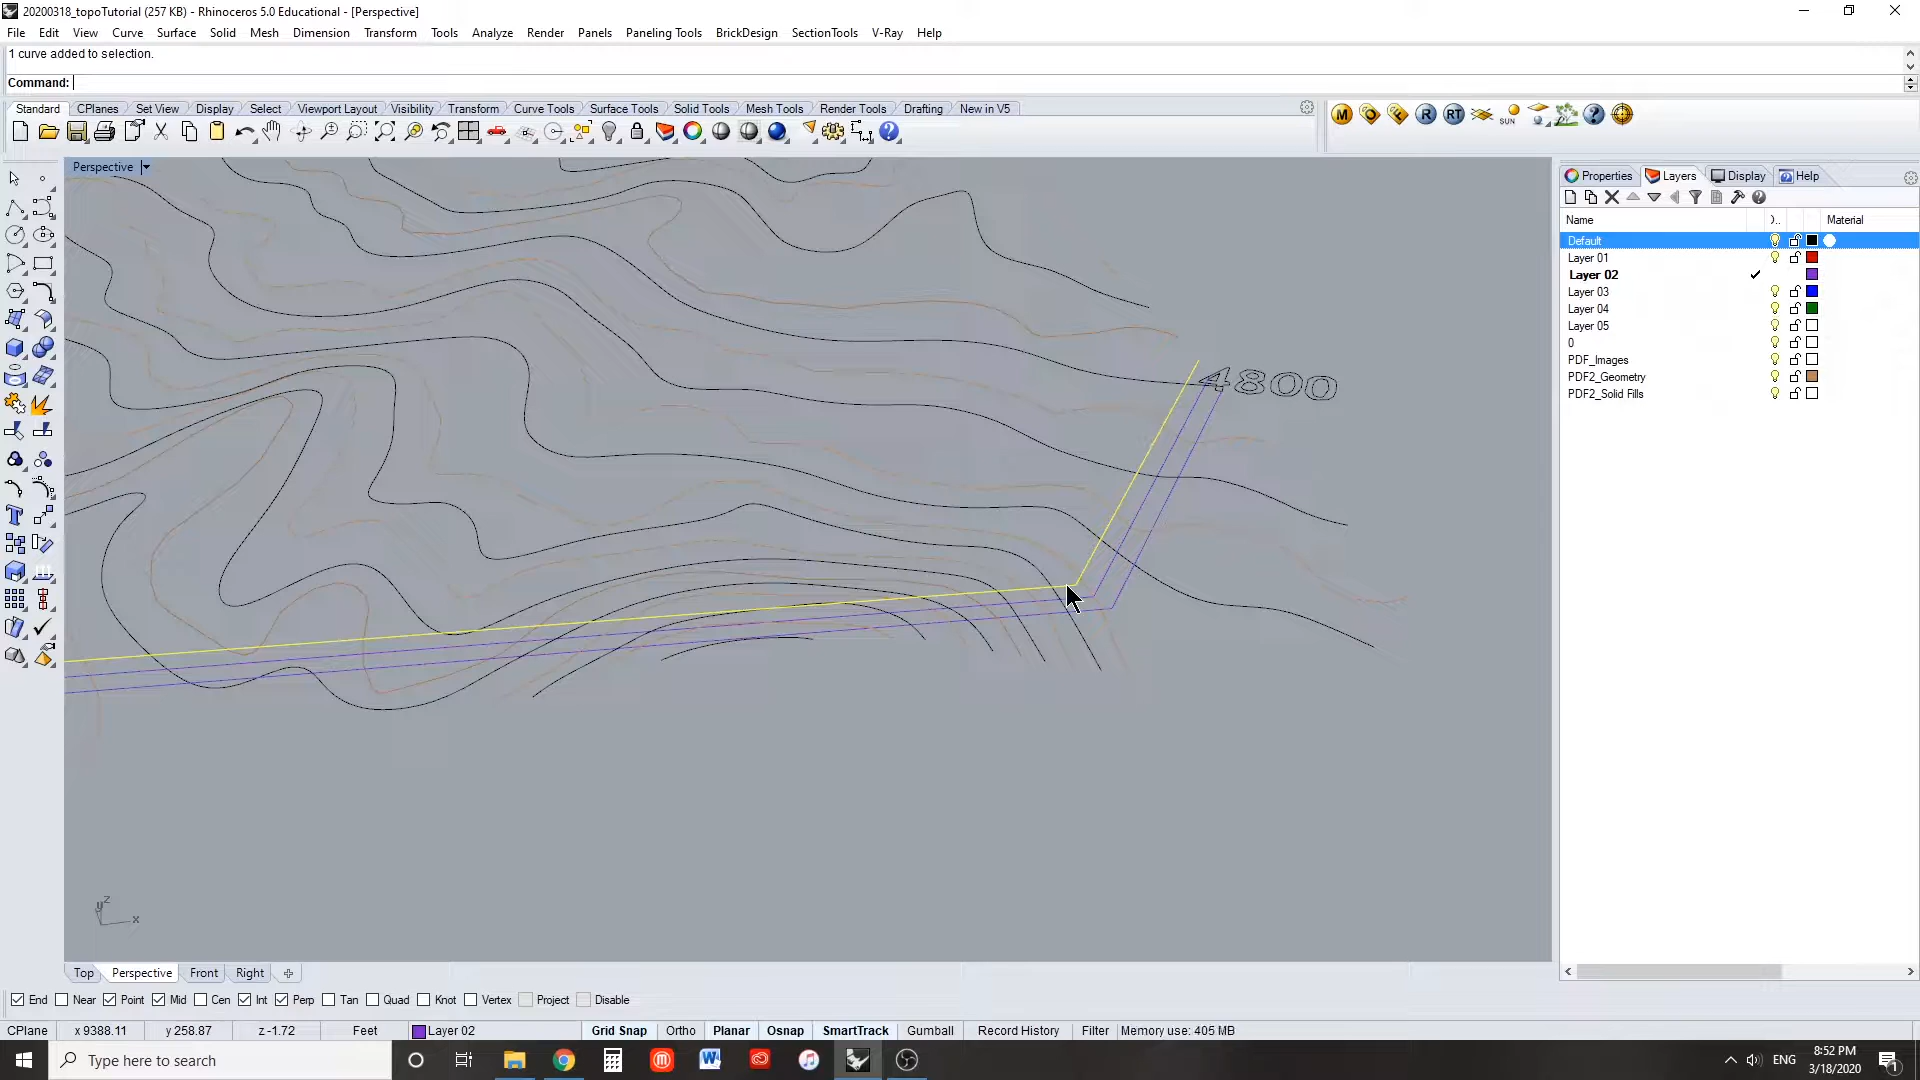 20200318_topoTutorial (257 KB) - Rhinoceros 5.0 Educational - [Perspective]
File Edit View Curve Surface Solid Mesh Dimension Transform Tools Analyze Render Panels Paneling Tools BrickDesign SectionTools V-Ray Help
1 curve added to selection.
Command:
Standard CPlanes Set View Display Select Viewport Layout Visibility Transform Curve Tools Surface Tools Solid Tools Mesh Tools Render Tools Drafting New in V5
M R RT SUN
Perspective
Properties Layers Display Help
Name Material
Default
Layer 01
Layer 02
Layer 03
Layer 04
Layer 05
0
PDF_Images
PDF2_Geometry
PDF2_Solid Fills
4800
z
y
x
Top Perspective Front Right
End Near Point Mid Cen Int Perp Tan Quad Knot Vertex Project Disable
CPlane x 9388.11 y 258.87 z -1.72 Feet Layer 02 Grid Snap Ortho Planar Osnap SmartTrack Gumball Record History Filter Memory use: 405 MB
Type here to search
ENG
8:52 PM
3/18/2020
1